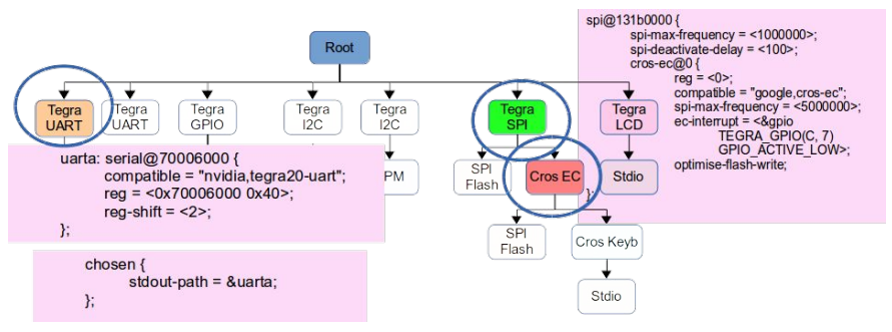 Root
Tegra
UART
Tegra
UART
Tegra
GPIO
Tegra
I2C
Tegra
I2C
Tegra
SPI
Tegra
LCD
spi@131b0000 {
spi-max-frequency = <1000000>;
spi-deactivate-delay = <100>;
cros-ec@0 {
reg = <0>;
compatible = "google,cros-ec";
spi-max-frequency = <5000000>;
ec-interrupt = <&gpio
TEGRA_GPIO(C, 7)
GPIO_ACTIVE_LOW>;
optimise-flash-write;
};
uarta: serial@70006000 {
compatible = "nvidia,tegra20-uart";
reg = <0x70006000 0x40>;
reg-shift = <2>;
};
PM
SPI
Flash
Cros EC
Stdio
SPI
Flash
Cros Keyb
Stdio
chosen {
stdout-path = &uarta;
};